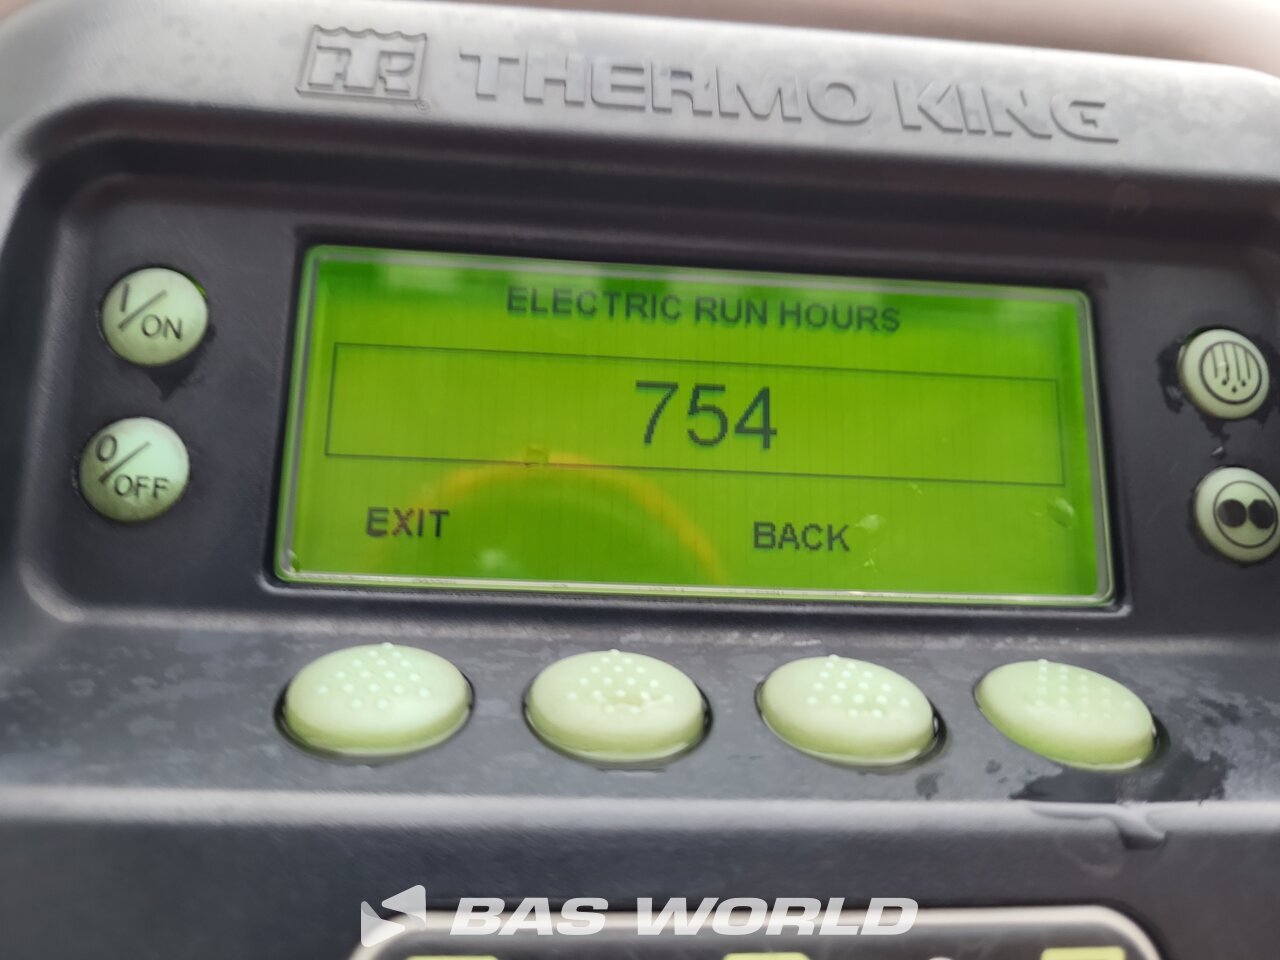 THERMO KING
ELECTRIC RUN HOURS
I/ON
754
O/OFF
EXIT BACK
BAS WORLD